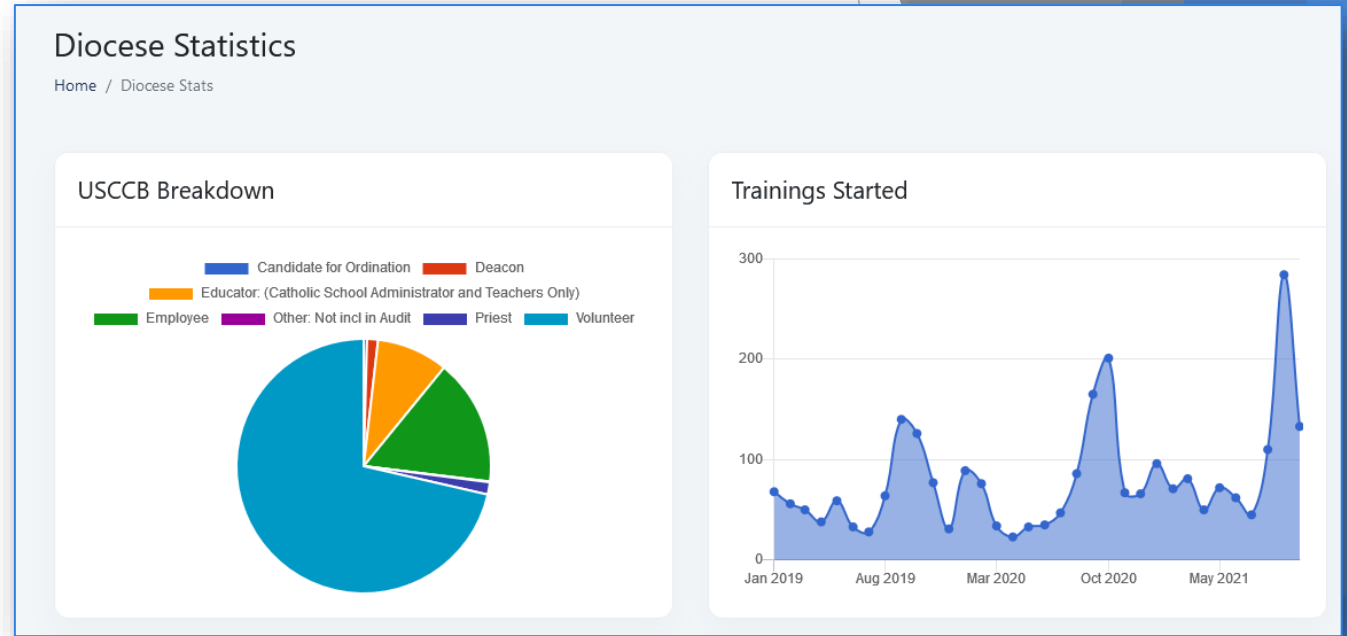 Diocese Statistics
Home / Diocese Stats
USCCB Breakdown
Candidate for Ordination Deacon
Educator: (Catholic School Administrator and Teachers Only)
Employee Other: Not incl in Audit Priest Volunteer
Trainings Started
300
200
100
0
Jan 2019 Aug 2019 Mar 2020 Oct 2020 May 2021